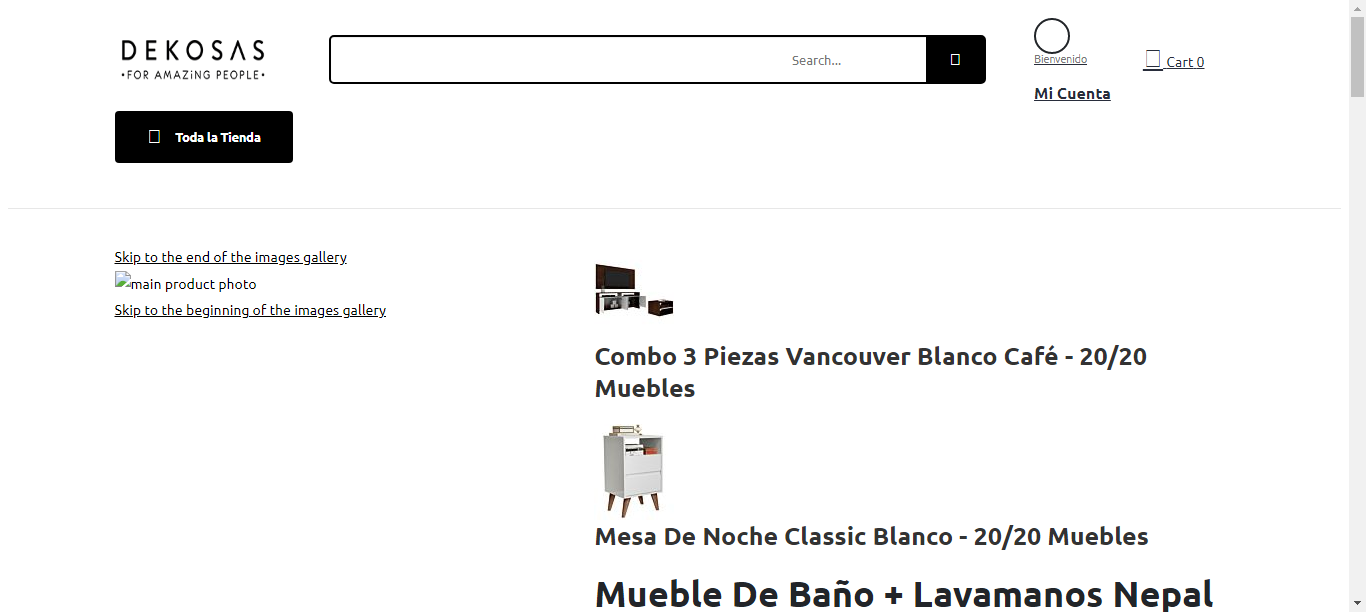 DEKOSAS
•FOR AMAZiNG PEOPLE•
Search...
Bienvenido
Mi Cuenta
Cart 0
Toda la Tienda
Skip to the end of the images gallery
main product photo
Skip to the beginning of the images gallery
Combo 3 Piezas Vancouver Blanco Café - 20/20
Muebles
Mesa De Noche Classic Blanco - 20/20 Muebles
Mueble De Baño + Lavamanos Nepal